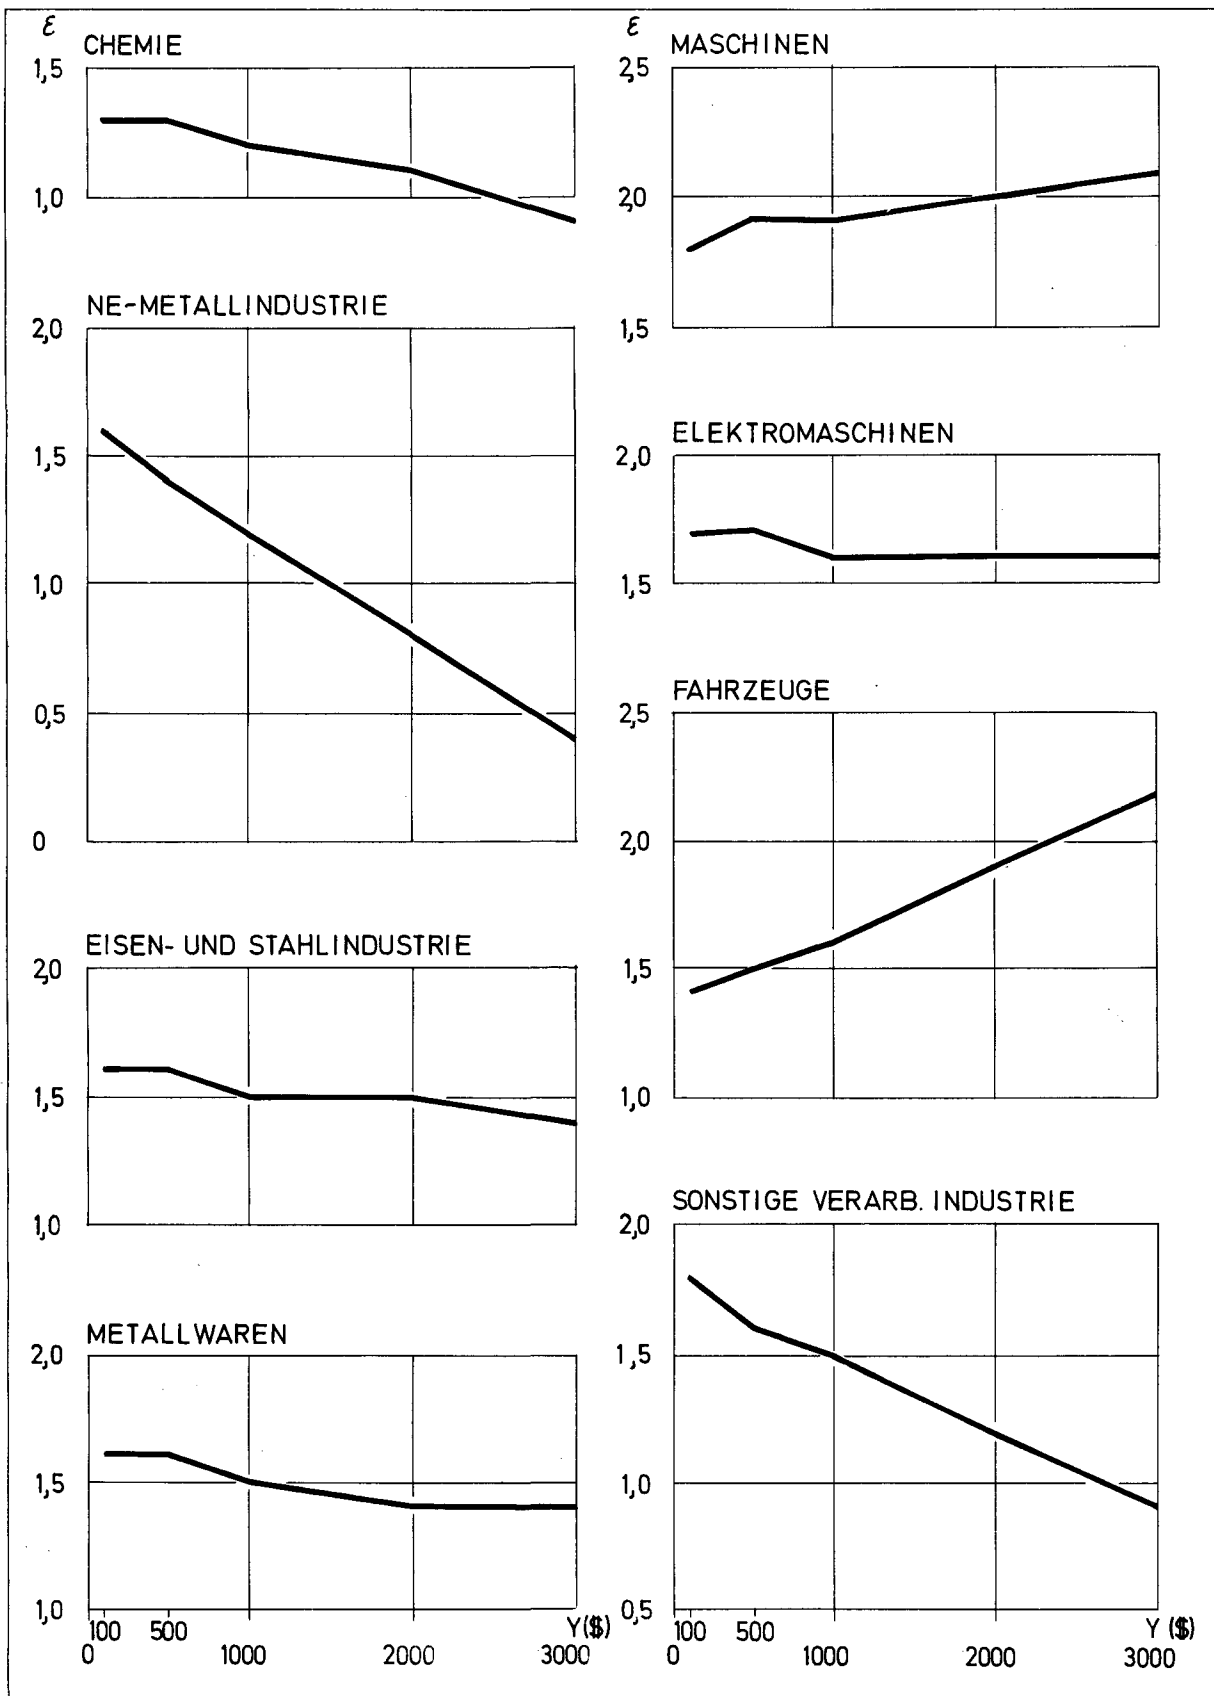 ε
CHEMIE
1,5
1,0
NE-METALLINDUSTRIE
2,0
1,5
1,0
0,5
0
EISEN- UND STAHLINDUSTRIE
2,0
1,5
1,0
METALLWAREN
2,0
1,5
1,0
100 500 Y($)
0 1000 2000 3000
ε
MASCHINEN
2,5
2,0
1,5
ELEKTROMASCHINEN
2,0
1,5
FAHRZEUGE
2,5
2,0
1,5
1,0
SONSTIGE VERARB. INDUSTRIE
2,0
1,5
1,0
0,5
100 500 Y ($)
0 1000 2000 3000